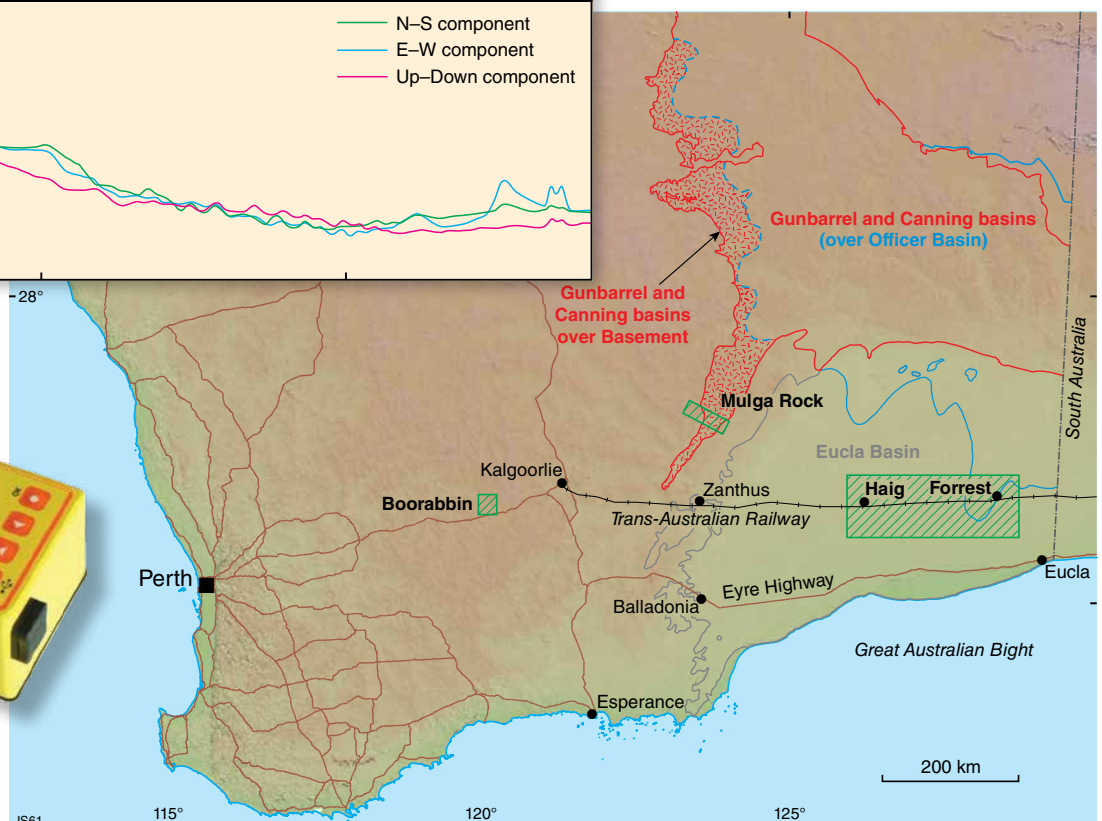 N–S component
E–W component
Up–Down component
Gunbarrel and Canning basins
(over Officer Basin)
28°
Gunbarrel and
Canning basins
over Basement
South Australia
Mulga Rock
Eucla Basin
Kalgoorlie
Zanthus
Haig
Forrest
Boorabbin
Trans-Australian Railway
Perth
Eucla
Eyre Highway
Balladonia
Great Australian Bight
Esperance
200 km
115°
120°
125°